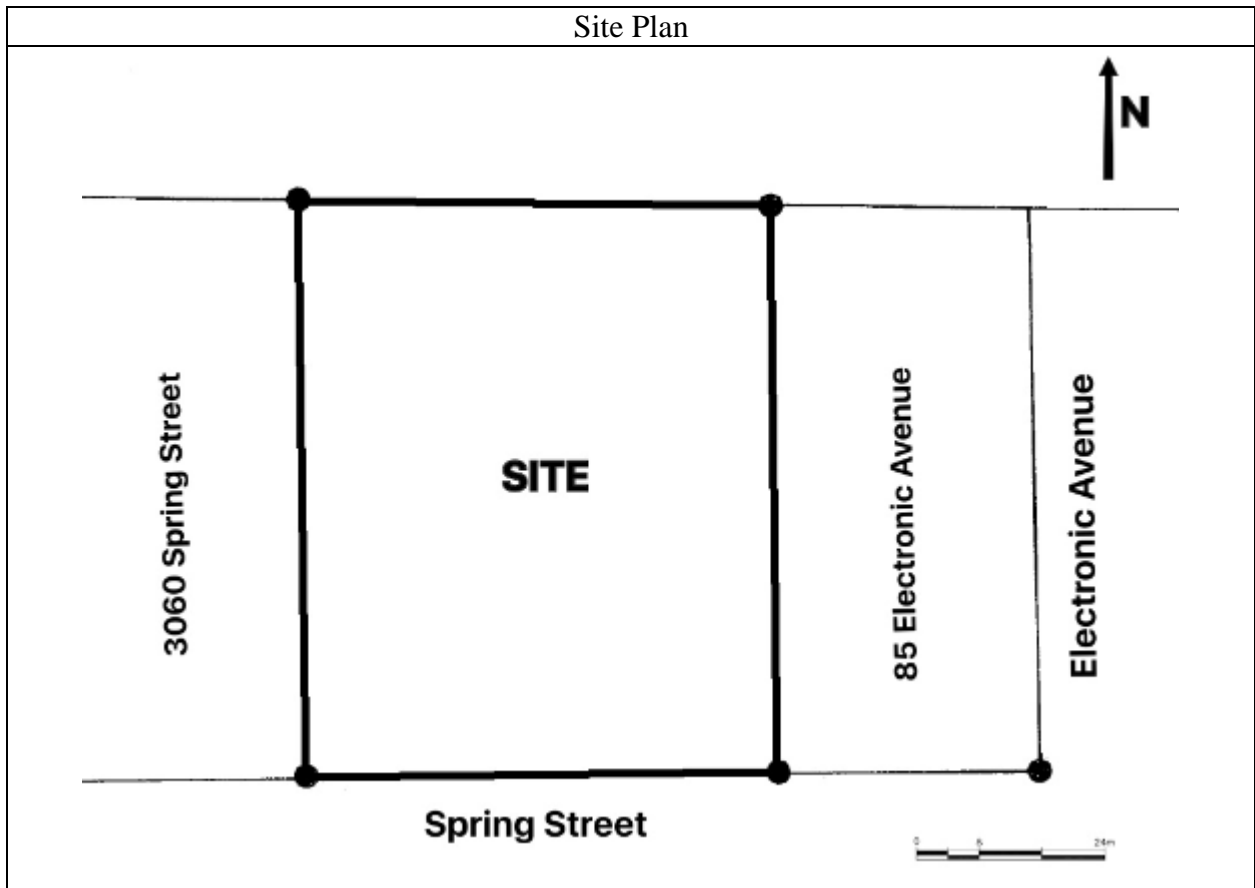 Site Plan
N
3060 Spring Street
SITE
85 Electronic Avenue
Electronic Avenue
Spring Street
0
24m